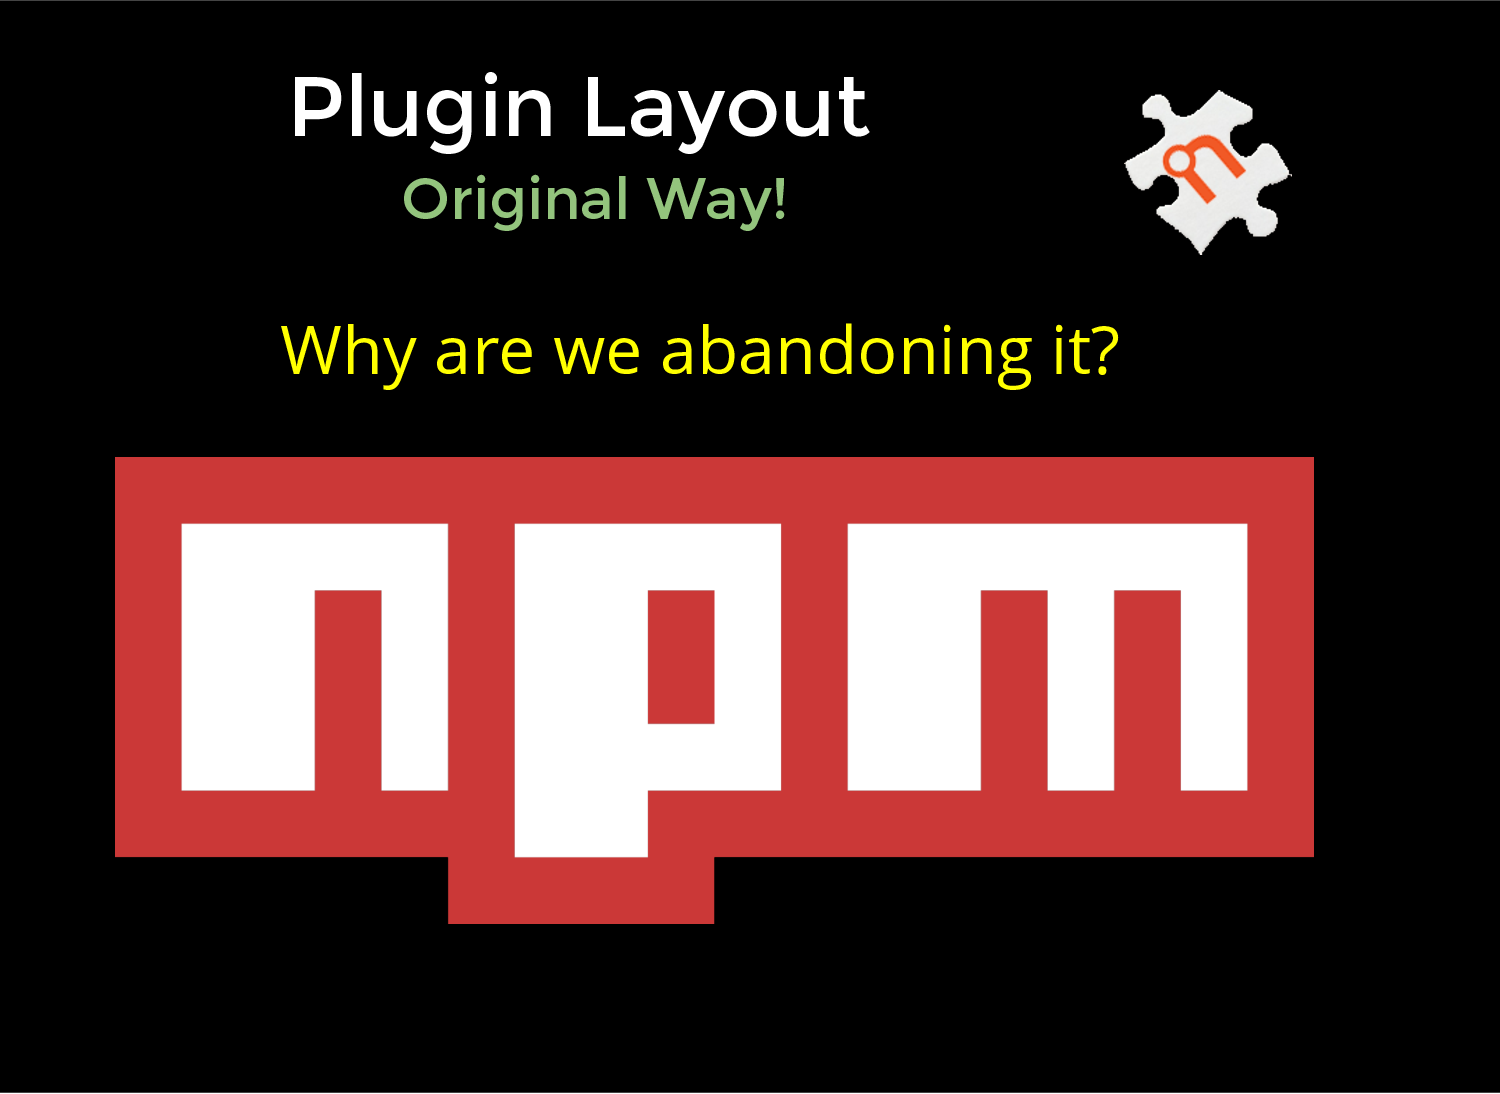 Plugin Layout
Original Way!
Why are we abandoning it?
npm